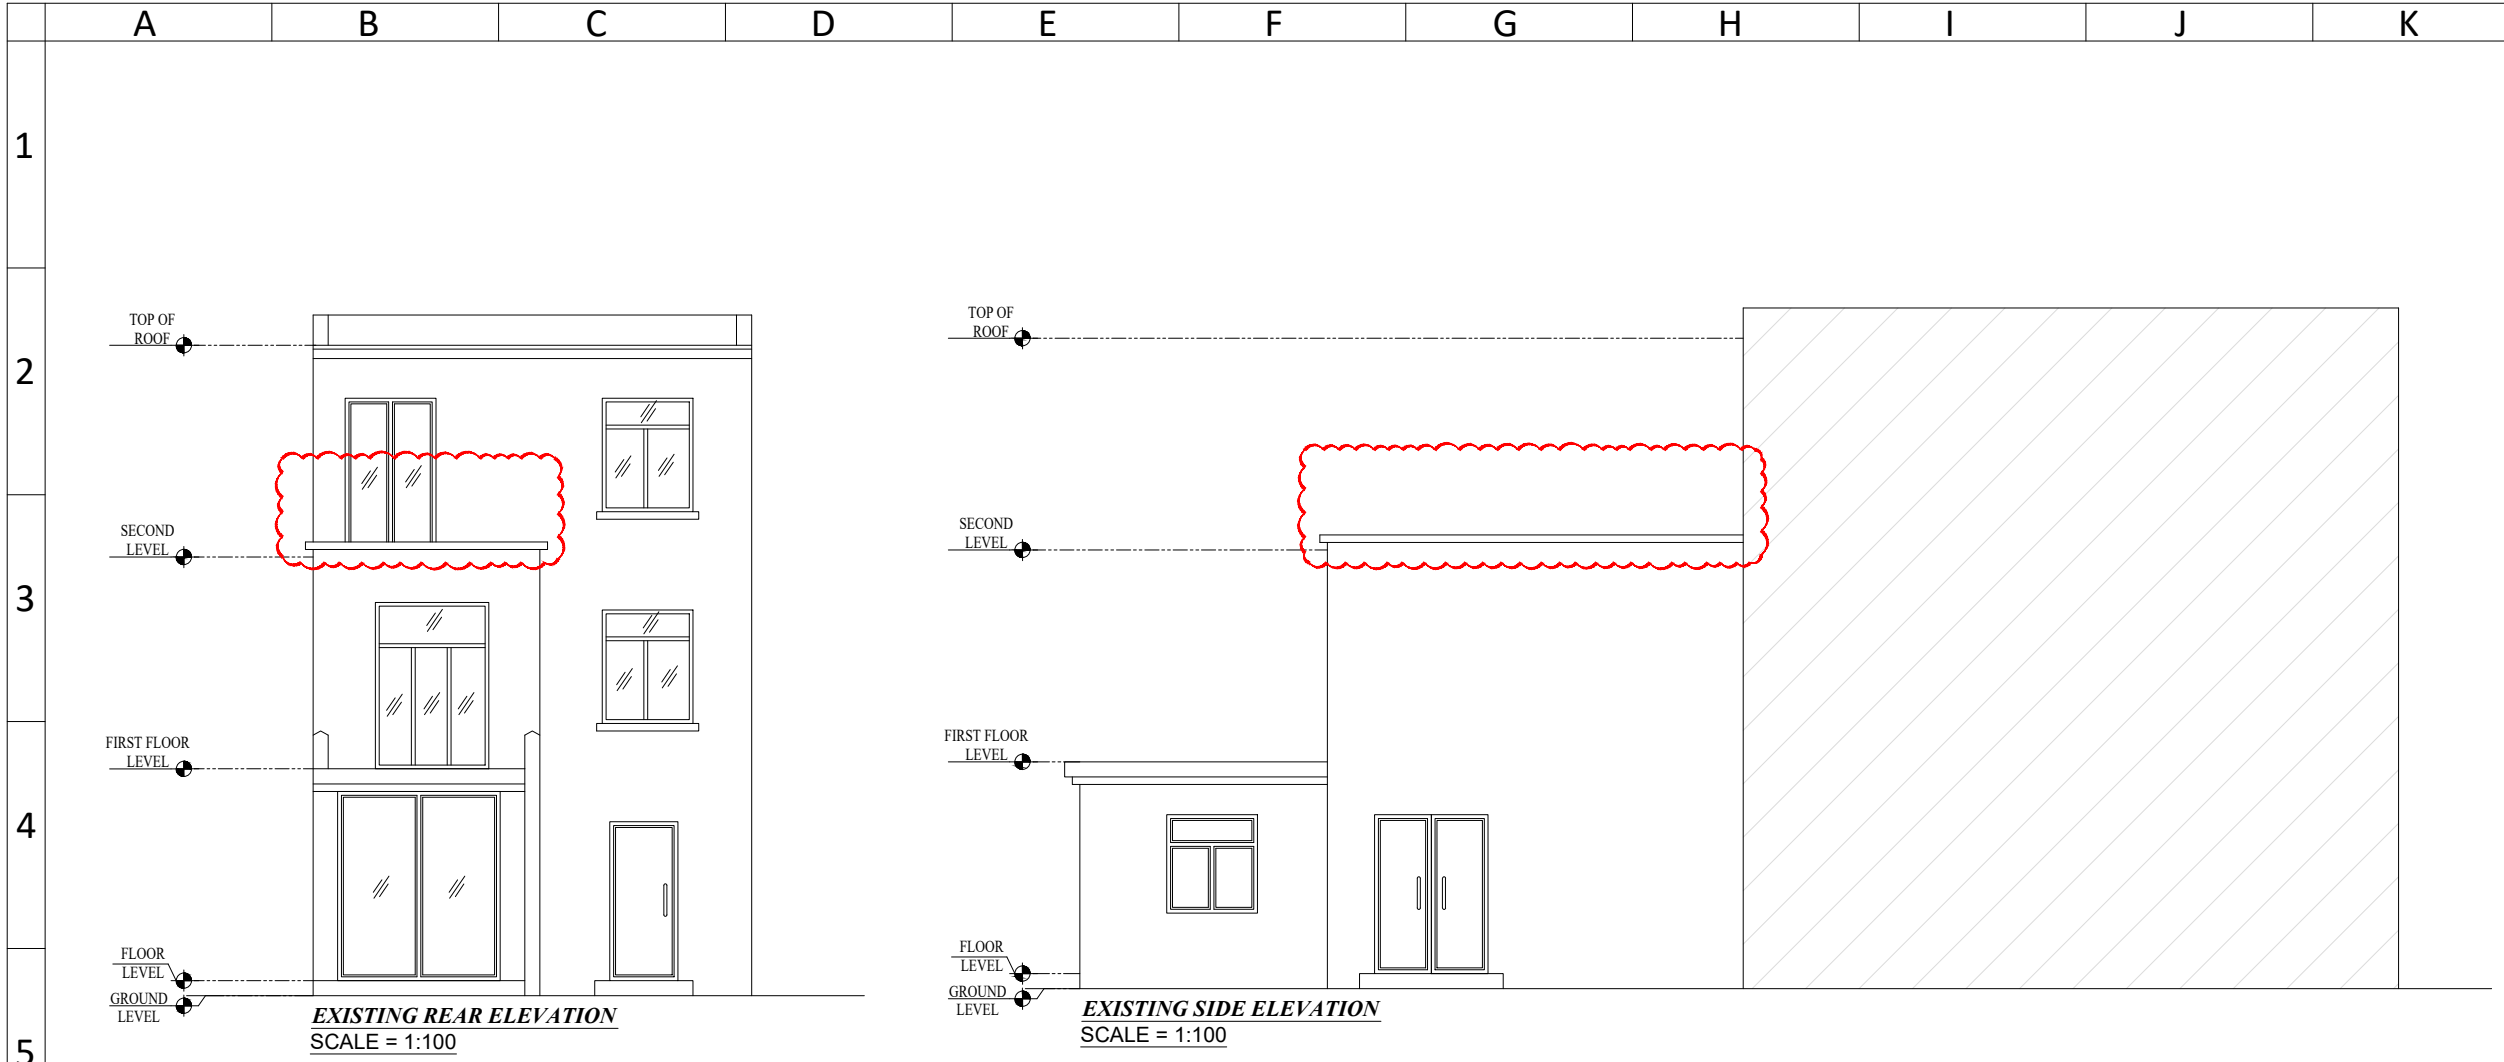 A B C D E F G H I J K
1
2
3
4
5
TOP OF
ROOF
SECOND
LEVEL
FIRST FLOOR
LEVEL
FLOOR
LEVEL
GROUND
LEVEL
EXISTING REAR ELEVATION
SCALE = 1:100
TOP OF
ROOF
SECOND
LEVEL
FIRST FLOOR
LEVEL
FLOOR
LEVEL
GROUND
LEVEL
EXISTING SIDE ELEVATION
SCALE = 1:100